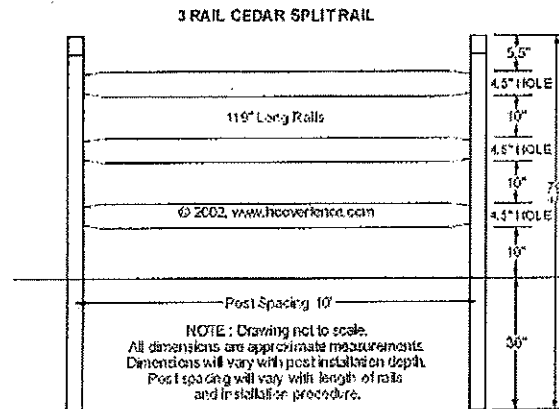 3 RAIL CEDAR SPLIT RAIL
5.5"
4.5" HOLE
119" Long Rails
10"
4.5" HOLE
10"
© 2002, www.hooverfence.com
4.5" HOLE
10"
Post Spacing 10'
NOTE : Drawing not to scale.
All dimensions are approximate measurements.
Dimensions will vary with post installation depth.
Post spacing will vary with length of rails
and installation procedure.
30"